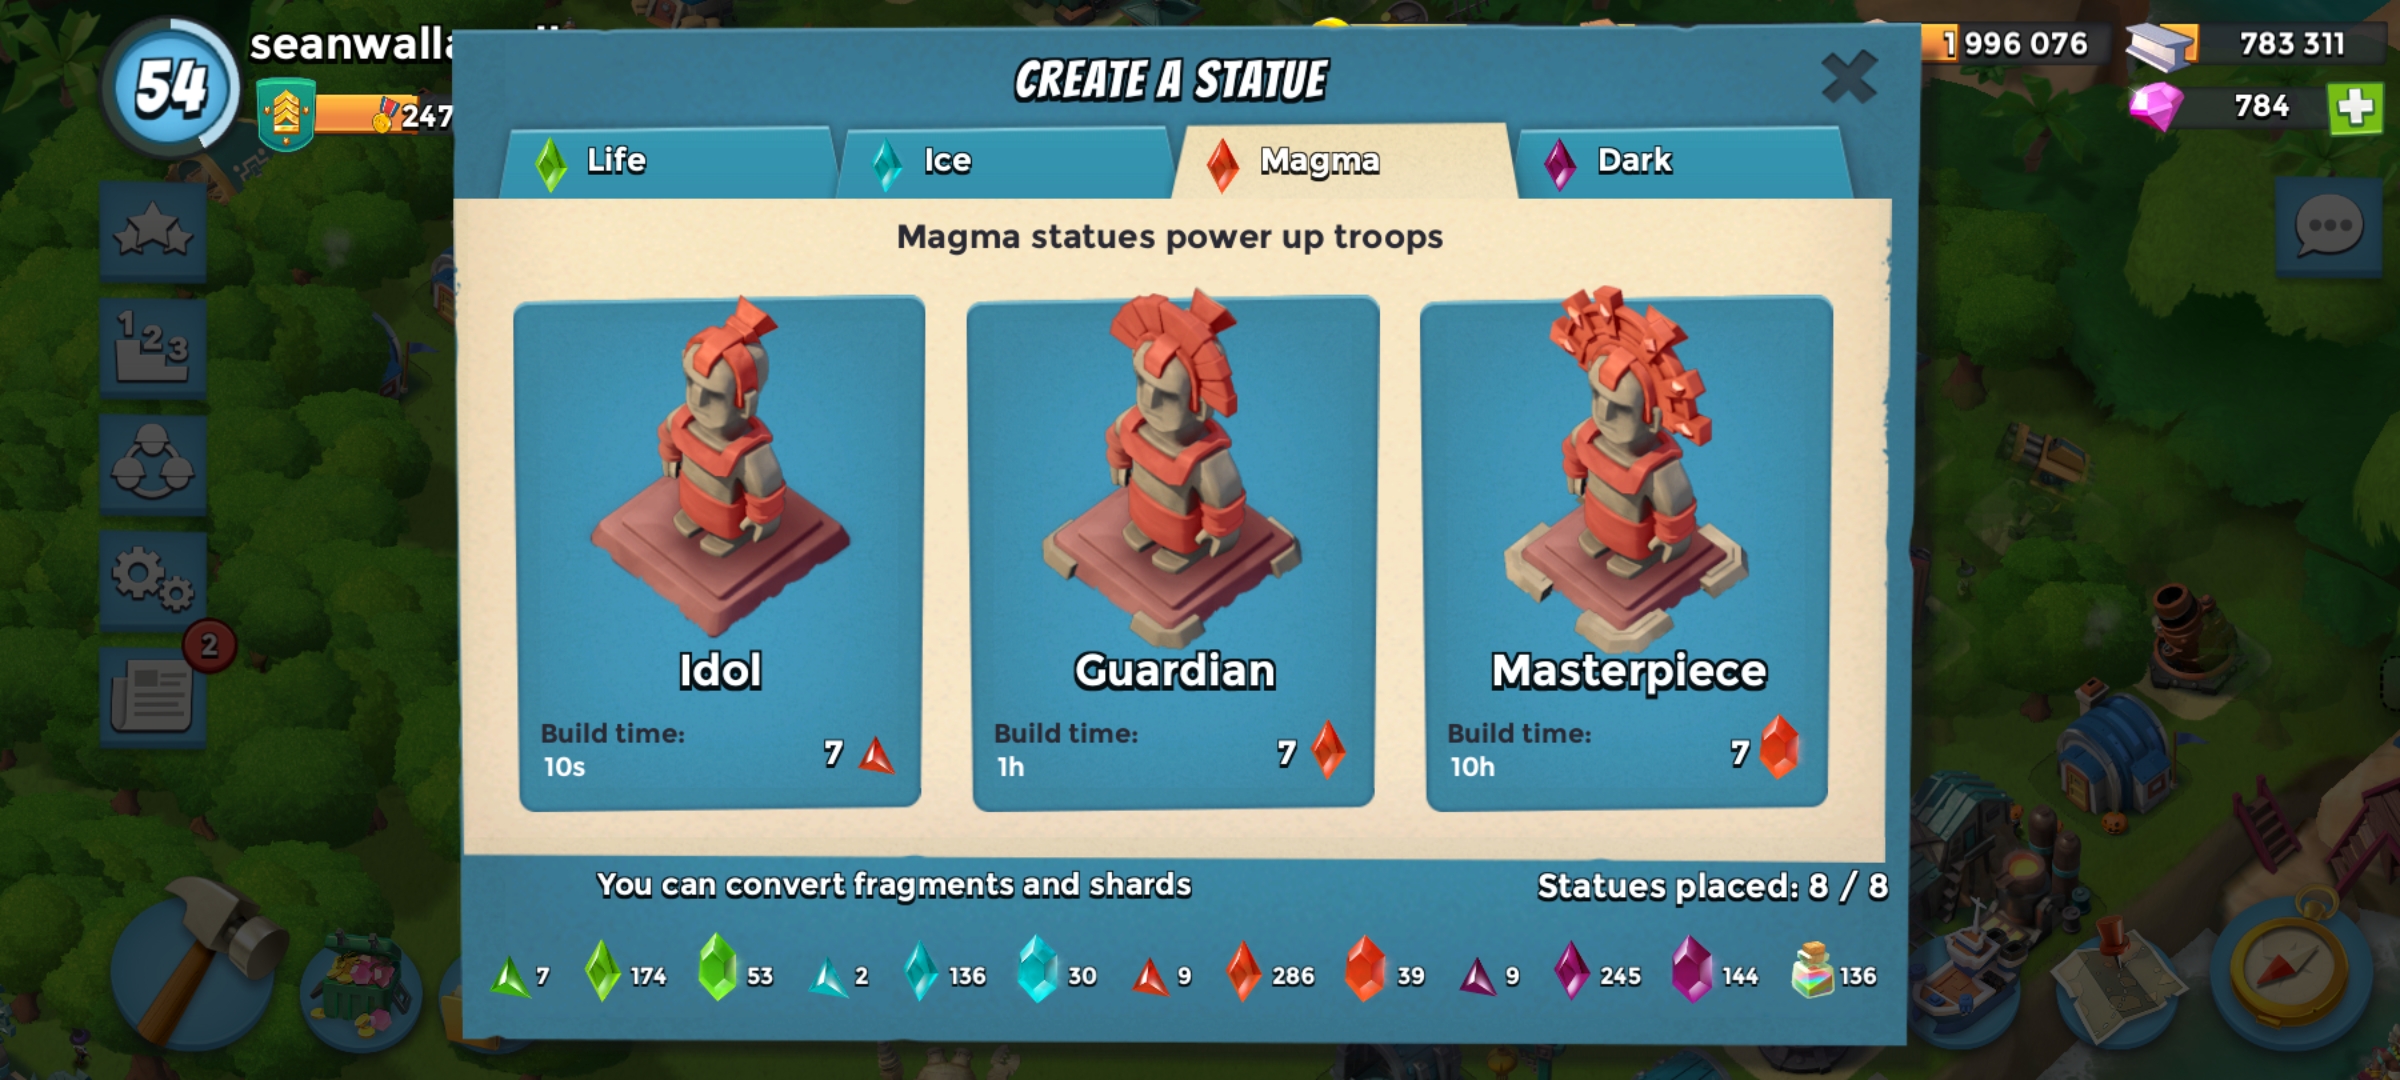 54
247
1 996 076
783 311
784
CREATE A STATUE
Life
Ice
Magma
Dark
Magma statues power up troops
1 2 3
2
Idol
Build time:
10s
7
Guardian
Build time:
1h
7
Masterpiece
Build time:
10h
7
You can convert fragments and shards
Statues placed: 8 / 8
7 174 53 2 136 30 9 286 39 9 245 144 136